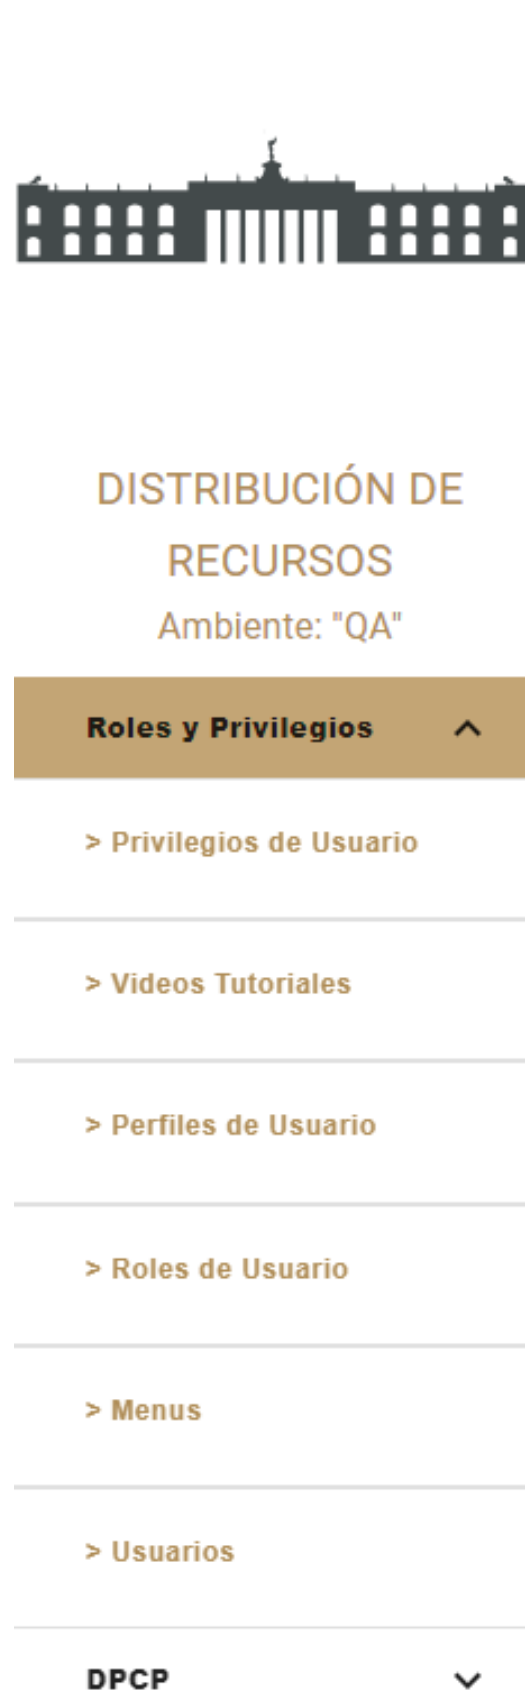 DISTRIBUCIÓN DE
RECURSOS
Ambiente: "QA"
Roles y Privilegios
> Privilegios de Usuario
> Videos Tutoriales
> Perfiles de Usuario
> Roles de Usuario
> Menus
> Usuarios
DPCP